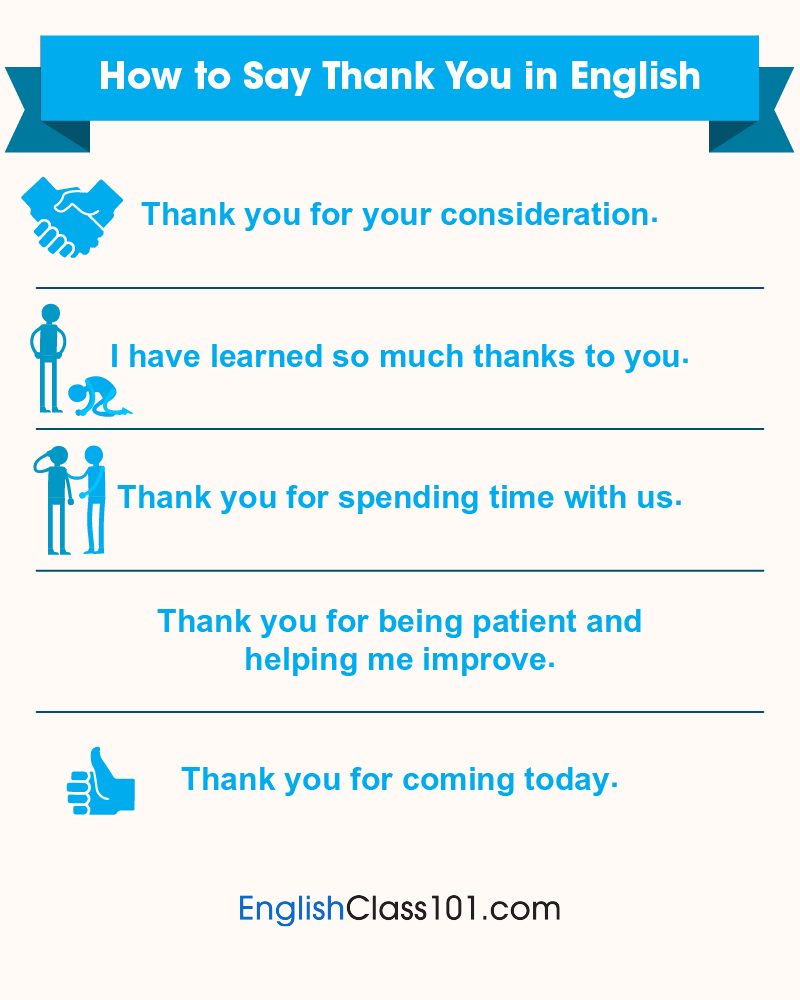 How to Say Thank You in English
Thank you for your consideration.
I have learned so much thanks to you.
Thank you for spending time with us.
Thank you for being patient and
helping me improve.
Thank you for coming today.
EnglishClass101.com